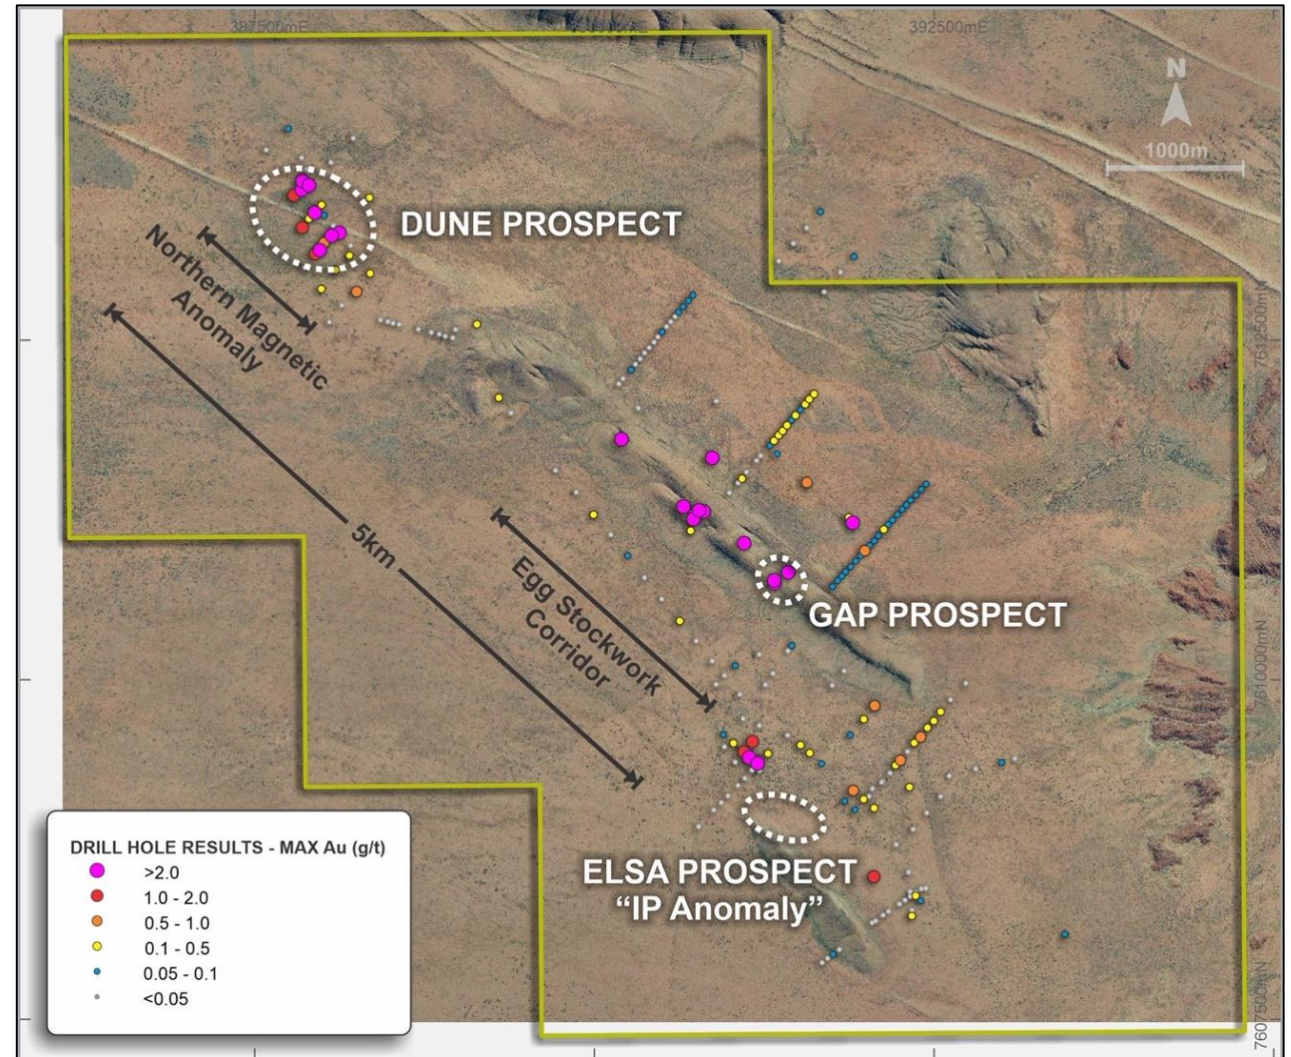 387500mE
392500mE
N
1000m
DUNE PROSPECT
Northern Magnetic
Anomaly
7612500mN
5km
Egg Stockwork
Corridor
GAP PROSPECT
ELSA PROSPECT
“IP Anomaly”
DRILL HOLE RESULTS - MAX Au (g/t)
>2.0
1.0 - 2.0
0.5 - 1.0
0.1 - 0.5
0.05 - 0.1
<0.05
7607500mN